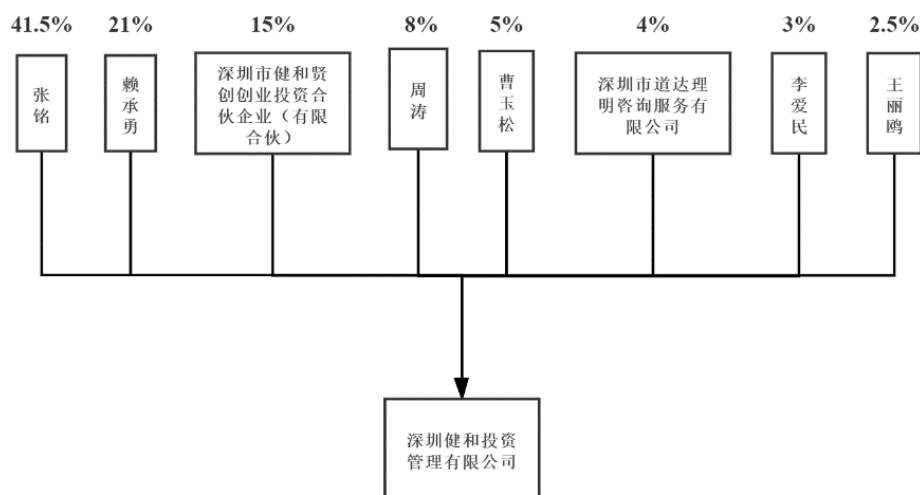 41.5% 21% 15% 8% 5% 4% 3% 2.5%
张铭
赖承勇
深圳市健和贤
创创业投资合
伙企业（有限
合伙）
周涛
曹玉松
深圳市道达理
明咨询服务有
限公司
李爱民
王丽鸥
深圳健和投资
管理有限公司